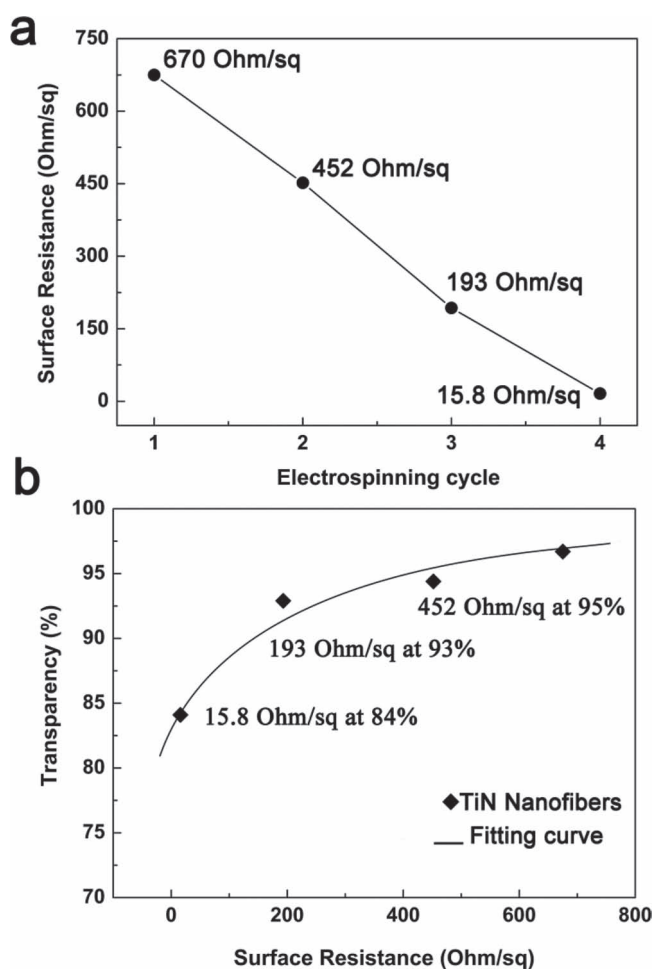 a
750
600
450
300
150
0
Surface Resistance (Ohm/sq)
670 Ohm/sq
452 Ohm/sq
193 Ohm/sq
15.8 Ohm/sq
1 2 3 4
Electrospinning cycle
b
100
95
90
85
80
75
70
Transparency (%)
452 Ohm/sq at 95%
193 Ohm/sq at 93%
15.8 Ohm/sq at 84%
TiN Nanofibers
Fitting curve
0 200 400 600 800
Surface Resistance (Ohm/sq)